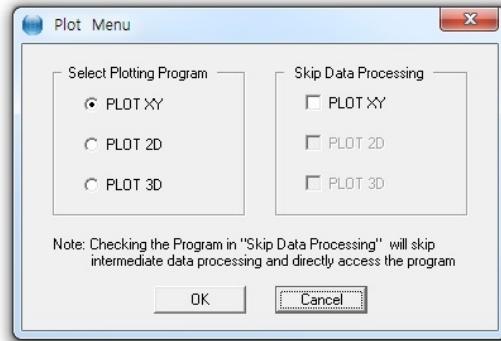 Plot Menu
Select Plotting Program
PLOT XY
PLOT 2D
PLOT 3D
Skip Data Processing
PLOT XY
PLOT 2D
PLOT 3D
Note: Checking the Program in "Skip Data Processing" will skip
intermediate data processing and directly access the program
OK
Cancel